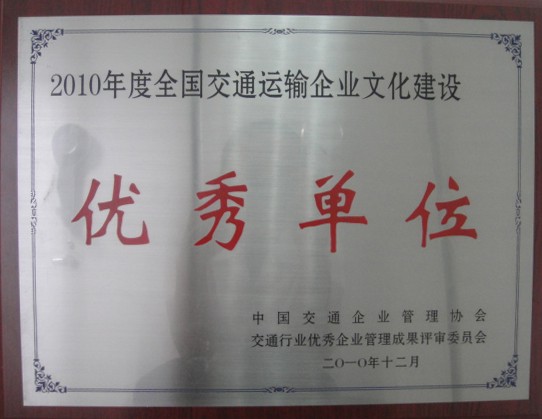 2010年度全国交通运输企业文化建设
优秀单位
中国交通企业管理协会
交通行业优秀企业管理成果评审委员会
二○一○年十二月